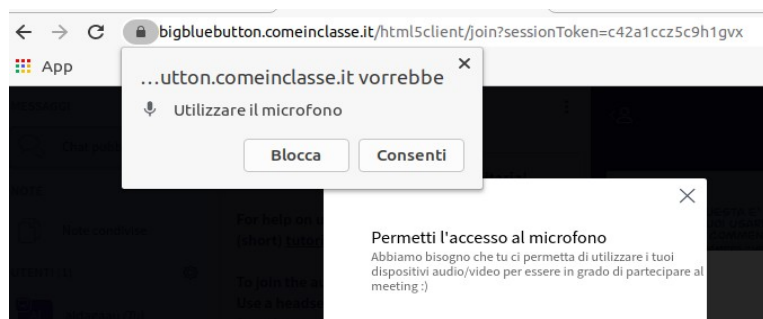 bigbluebutton.comeinclasse.it/html5client/join?sessionToken=c42a1ccz5c9h1gvx
App
…utton.comeinclasse.it vorrebbe
Utilizzare il microfono
Blocca Consenti
Permetti l'accesso al microfono
Abbiamo bisogno che tu ci permetta di utilizzare i tuoi
dispositivi audio/video per essere in grado di partecipare al
meeting :)
For help on
(short)
To join the
Use a